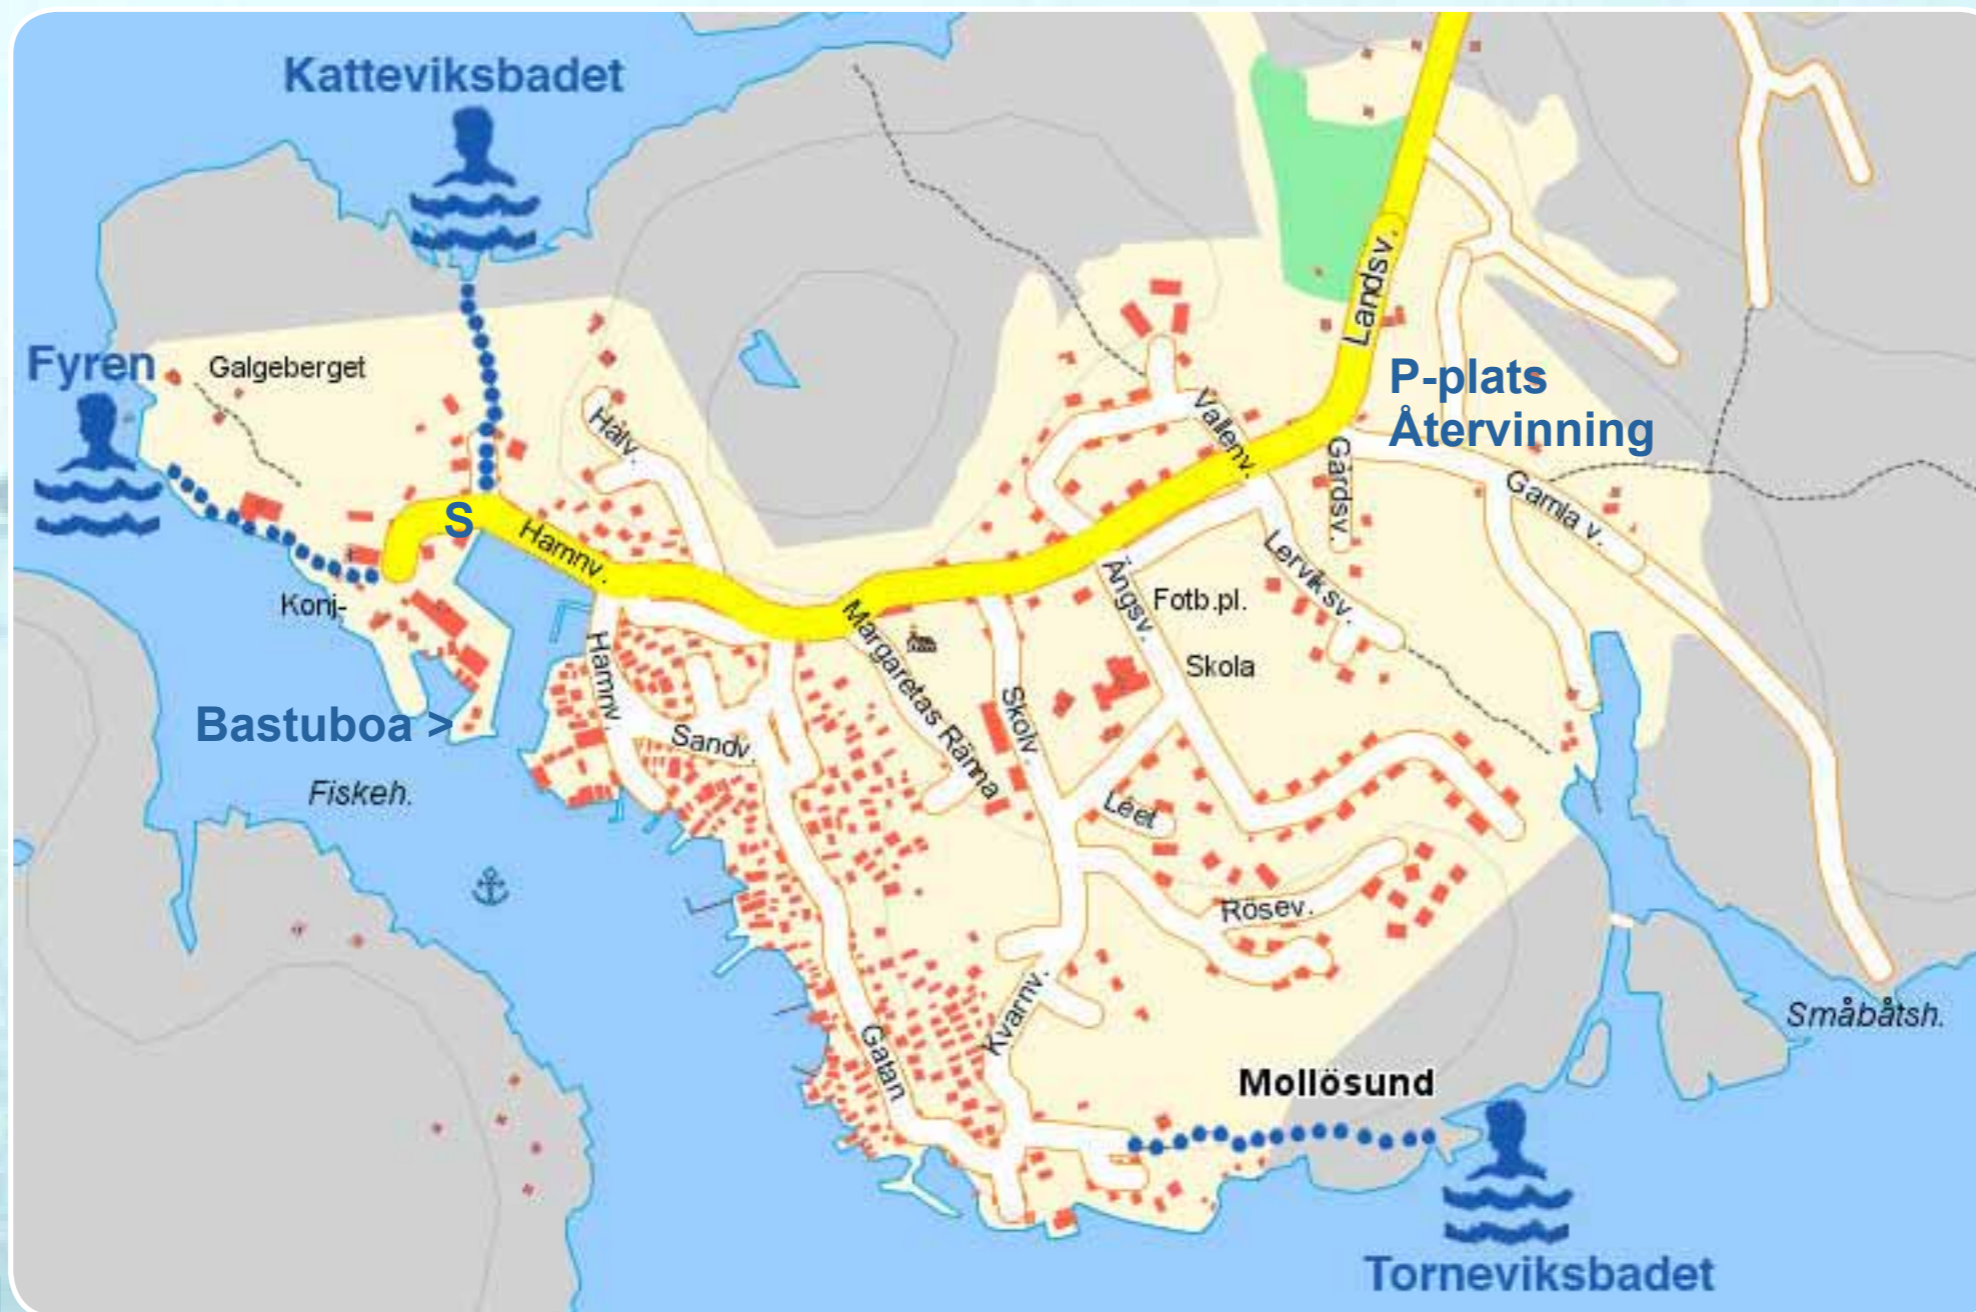 Katteviksbadet
Landsv.
Fyren
Galgeberget
P-plats
Återvinning
Hålv.
Vallenv.
Gårdsv.
Gamla v.
S
Hamnv.
Lerviksv.
Ängsv.
Fotb.pl.
Konj-
Margaretas Ränna
Hamnv.
Skola
Skolv.
Bastuboa >
Sandv.
Fiskeh.
Leet
Rösev.
Kvarnv.
Småbåtsh.
Gatan
Mollösund
Torneviksbadet